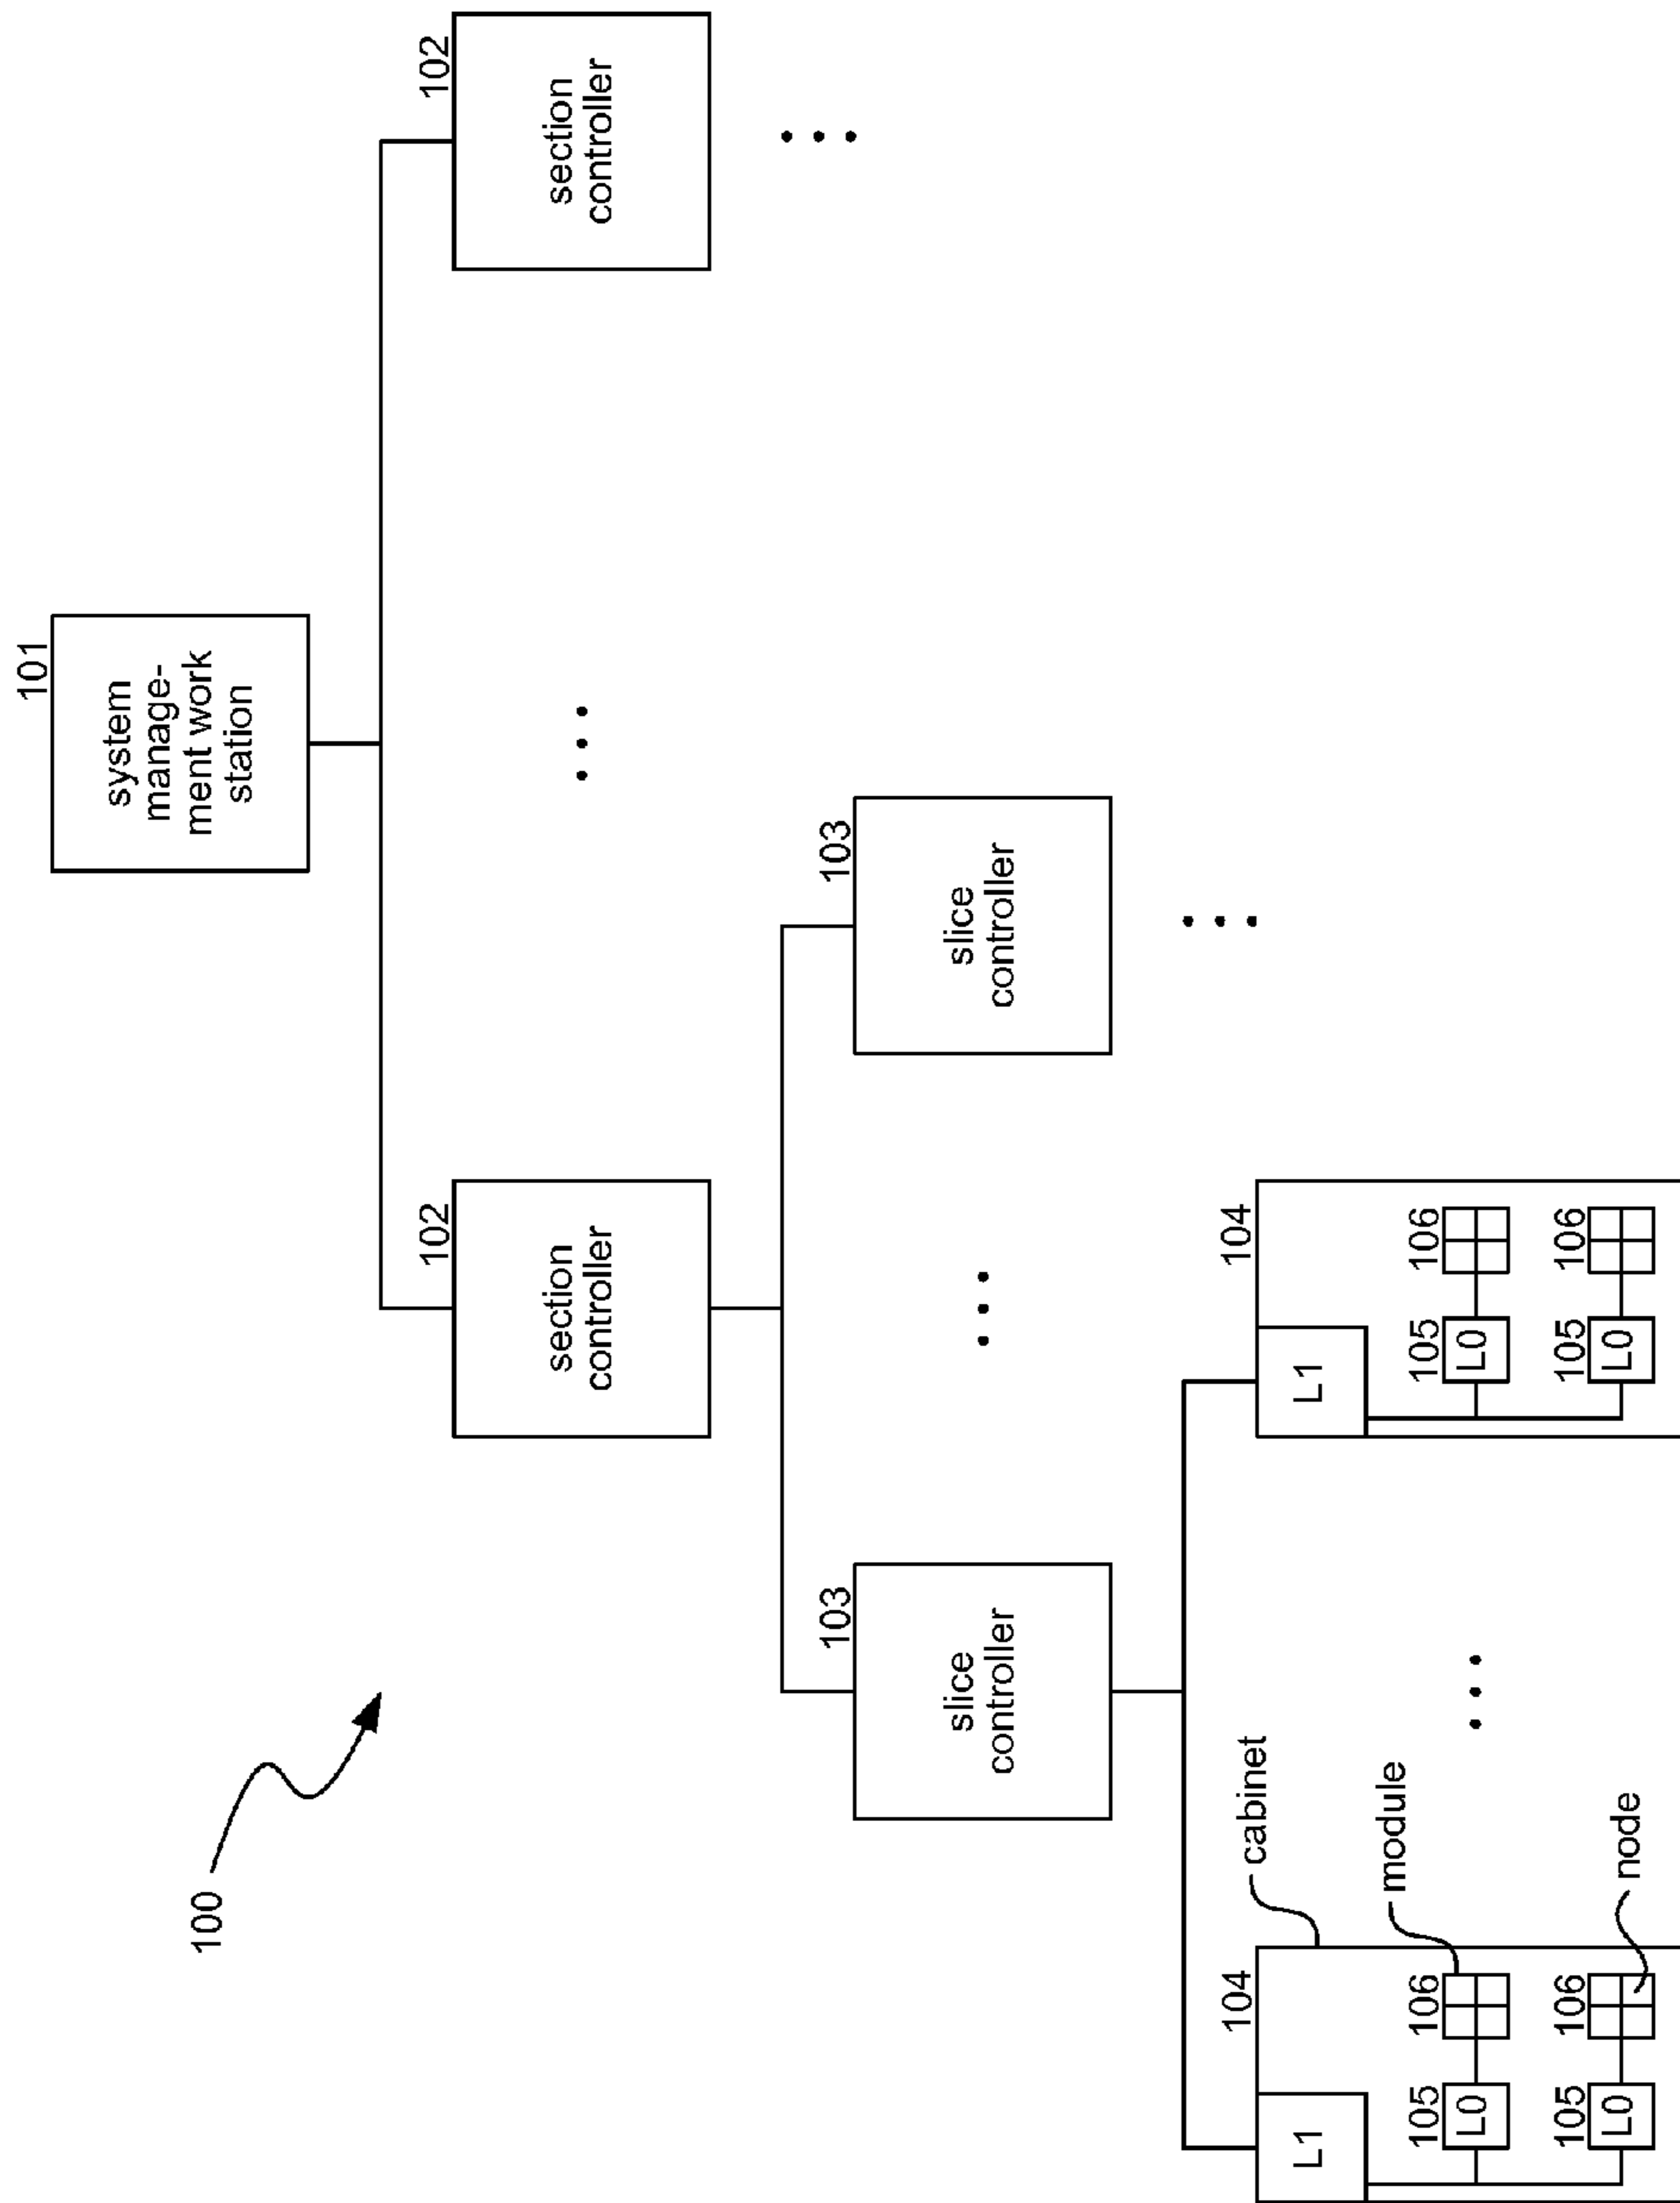 101
system
manage-
ment work
station
100
102
section
controller
102
section
controller
103
slice
controller
103
slice
controller
104
L1
105
L0
106
105
L0
106
cabinet
module
node
104
L1
105
L0
106
105
L0
106